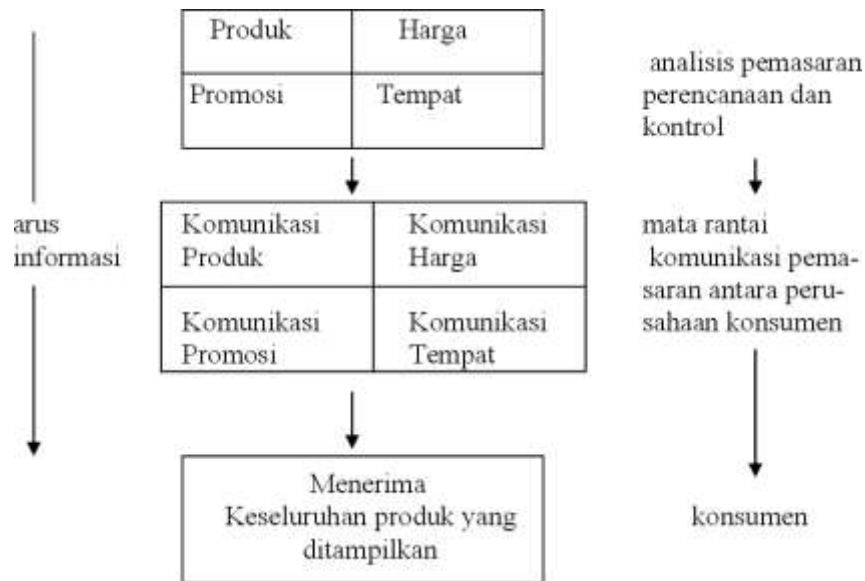 Produk Harga
Promosi Tempat
analisis pemasaran
perencanaan dan
kontrol
arus
informasi
Komunikasi
Produk
Komunikasi
Harga
Komunikasi
Promosi
Komunikasi
Tempat
mata rantai
komunikasi pema-
saran antara peru-
sahaan konsumen
Menerima
Keseluruhan produk yang
ditampilkan
konsumen